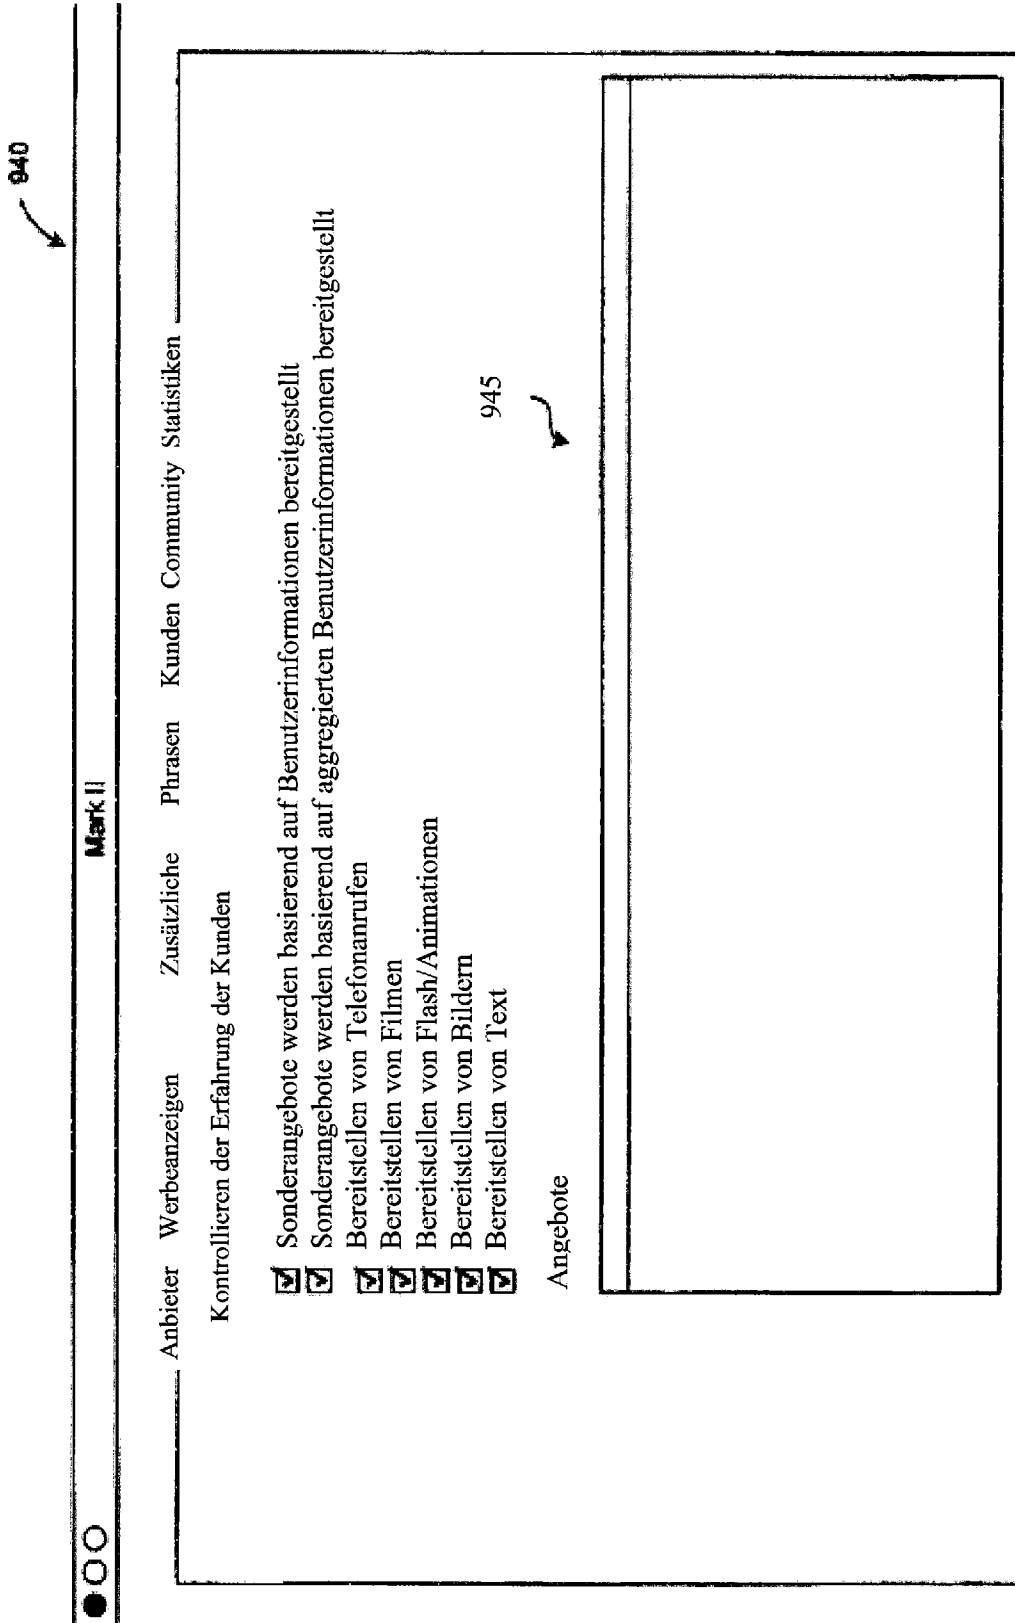 940
Mark II
Anbieter Werbeanzeigen Zusätzliche Phrasen Kunden Community Statistiken
Kontrollieren der Erfahrung der Kunden
Sonderangebote werden basierend auf Benutzerinformationen bereitgestellt
Sonderangebote werden basierend auf aggregierten Benutzerinformationen bereitgestellt
Bereitstellen von Telefonanrufen
Bereitstellen von Filmen
Bereitstellen von Flash/Animationen
Bereitstellen von Bildern
Bereitstellen von Text
945
Angebote